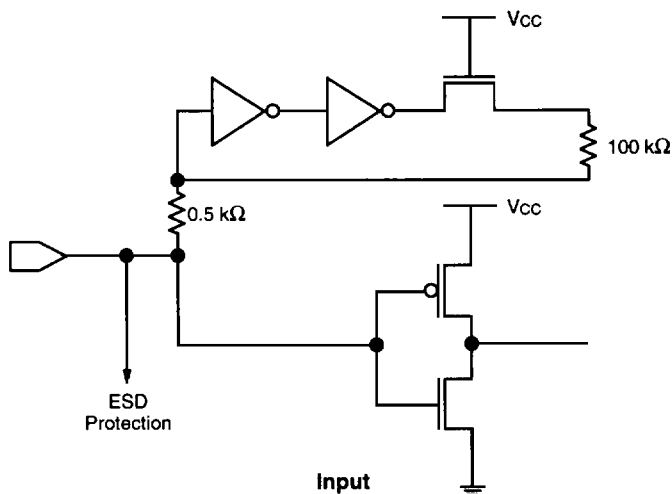 VCC
100 kΩ
0.5 kΩ
VCC
ESD
Protection
Input